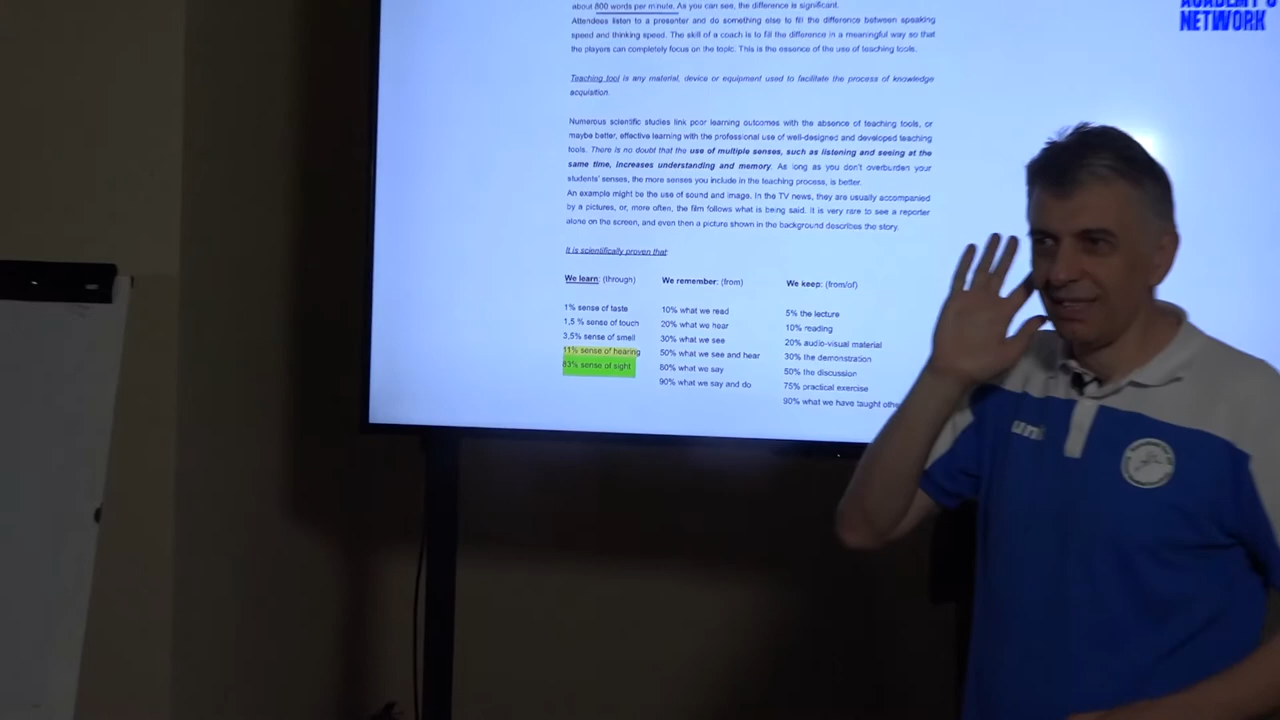 about 800 words per minute. As you can see, the difference is significant.
Attendees listen to a presenter and do something else to fill the difference between speaking
speed and thinking speed. The skill of a coach is to fill the difference in a meaningful way so that
the players can completely focus on the topic. This is the essence of the use of teaching tools.
Teaching tool is any material, device or equipment used to facilitate the process of knowledge
acquisition.
Numerous scientific studies link poor learning outcomes with the absence of teaching tools, or
maybe better, effective learning with the professional use of well-designed and developed teaching
tools. There is no doubt that the use of multiple senses, such as listening and seeing at the
same time, increases understanding and memory. As long as you don't overburden your
students' senses, the more senses you include in the teaching process, is better.
An example might be the use of sound and image. In the TV news, they are usually accompanied
by a pictures, or, more often, the film follows what is being said. It is very rare to see a reporter
alone on the screen, and even then a picture shown in the background describes the story.
It is scientifically proven that:
We learn: (through)
1% sense of taste
1,5 % sense of touch
3,5% sense of smell
11% sense of hearing
83% sense of sight
We remember: (from)
10% what we read
20% what we hear
30% what we see
50% what we see and hear
80% what we say
90% what we say and do
We keep: (from/of)
5% the lecture
10% reading
20% audio-visual material
30% the demonstration
50% the discussion
75% practical exercise
90% what we have taught othe
ACADEMY'S
NETWORK